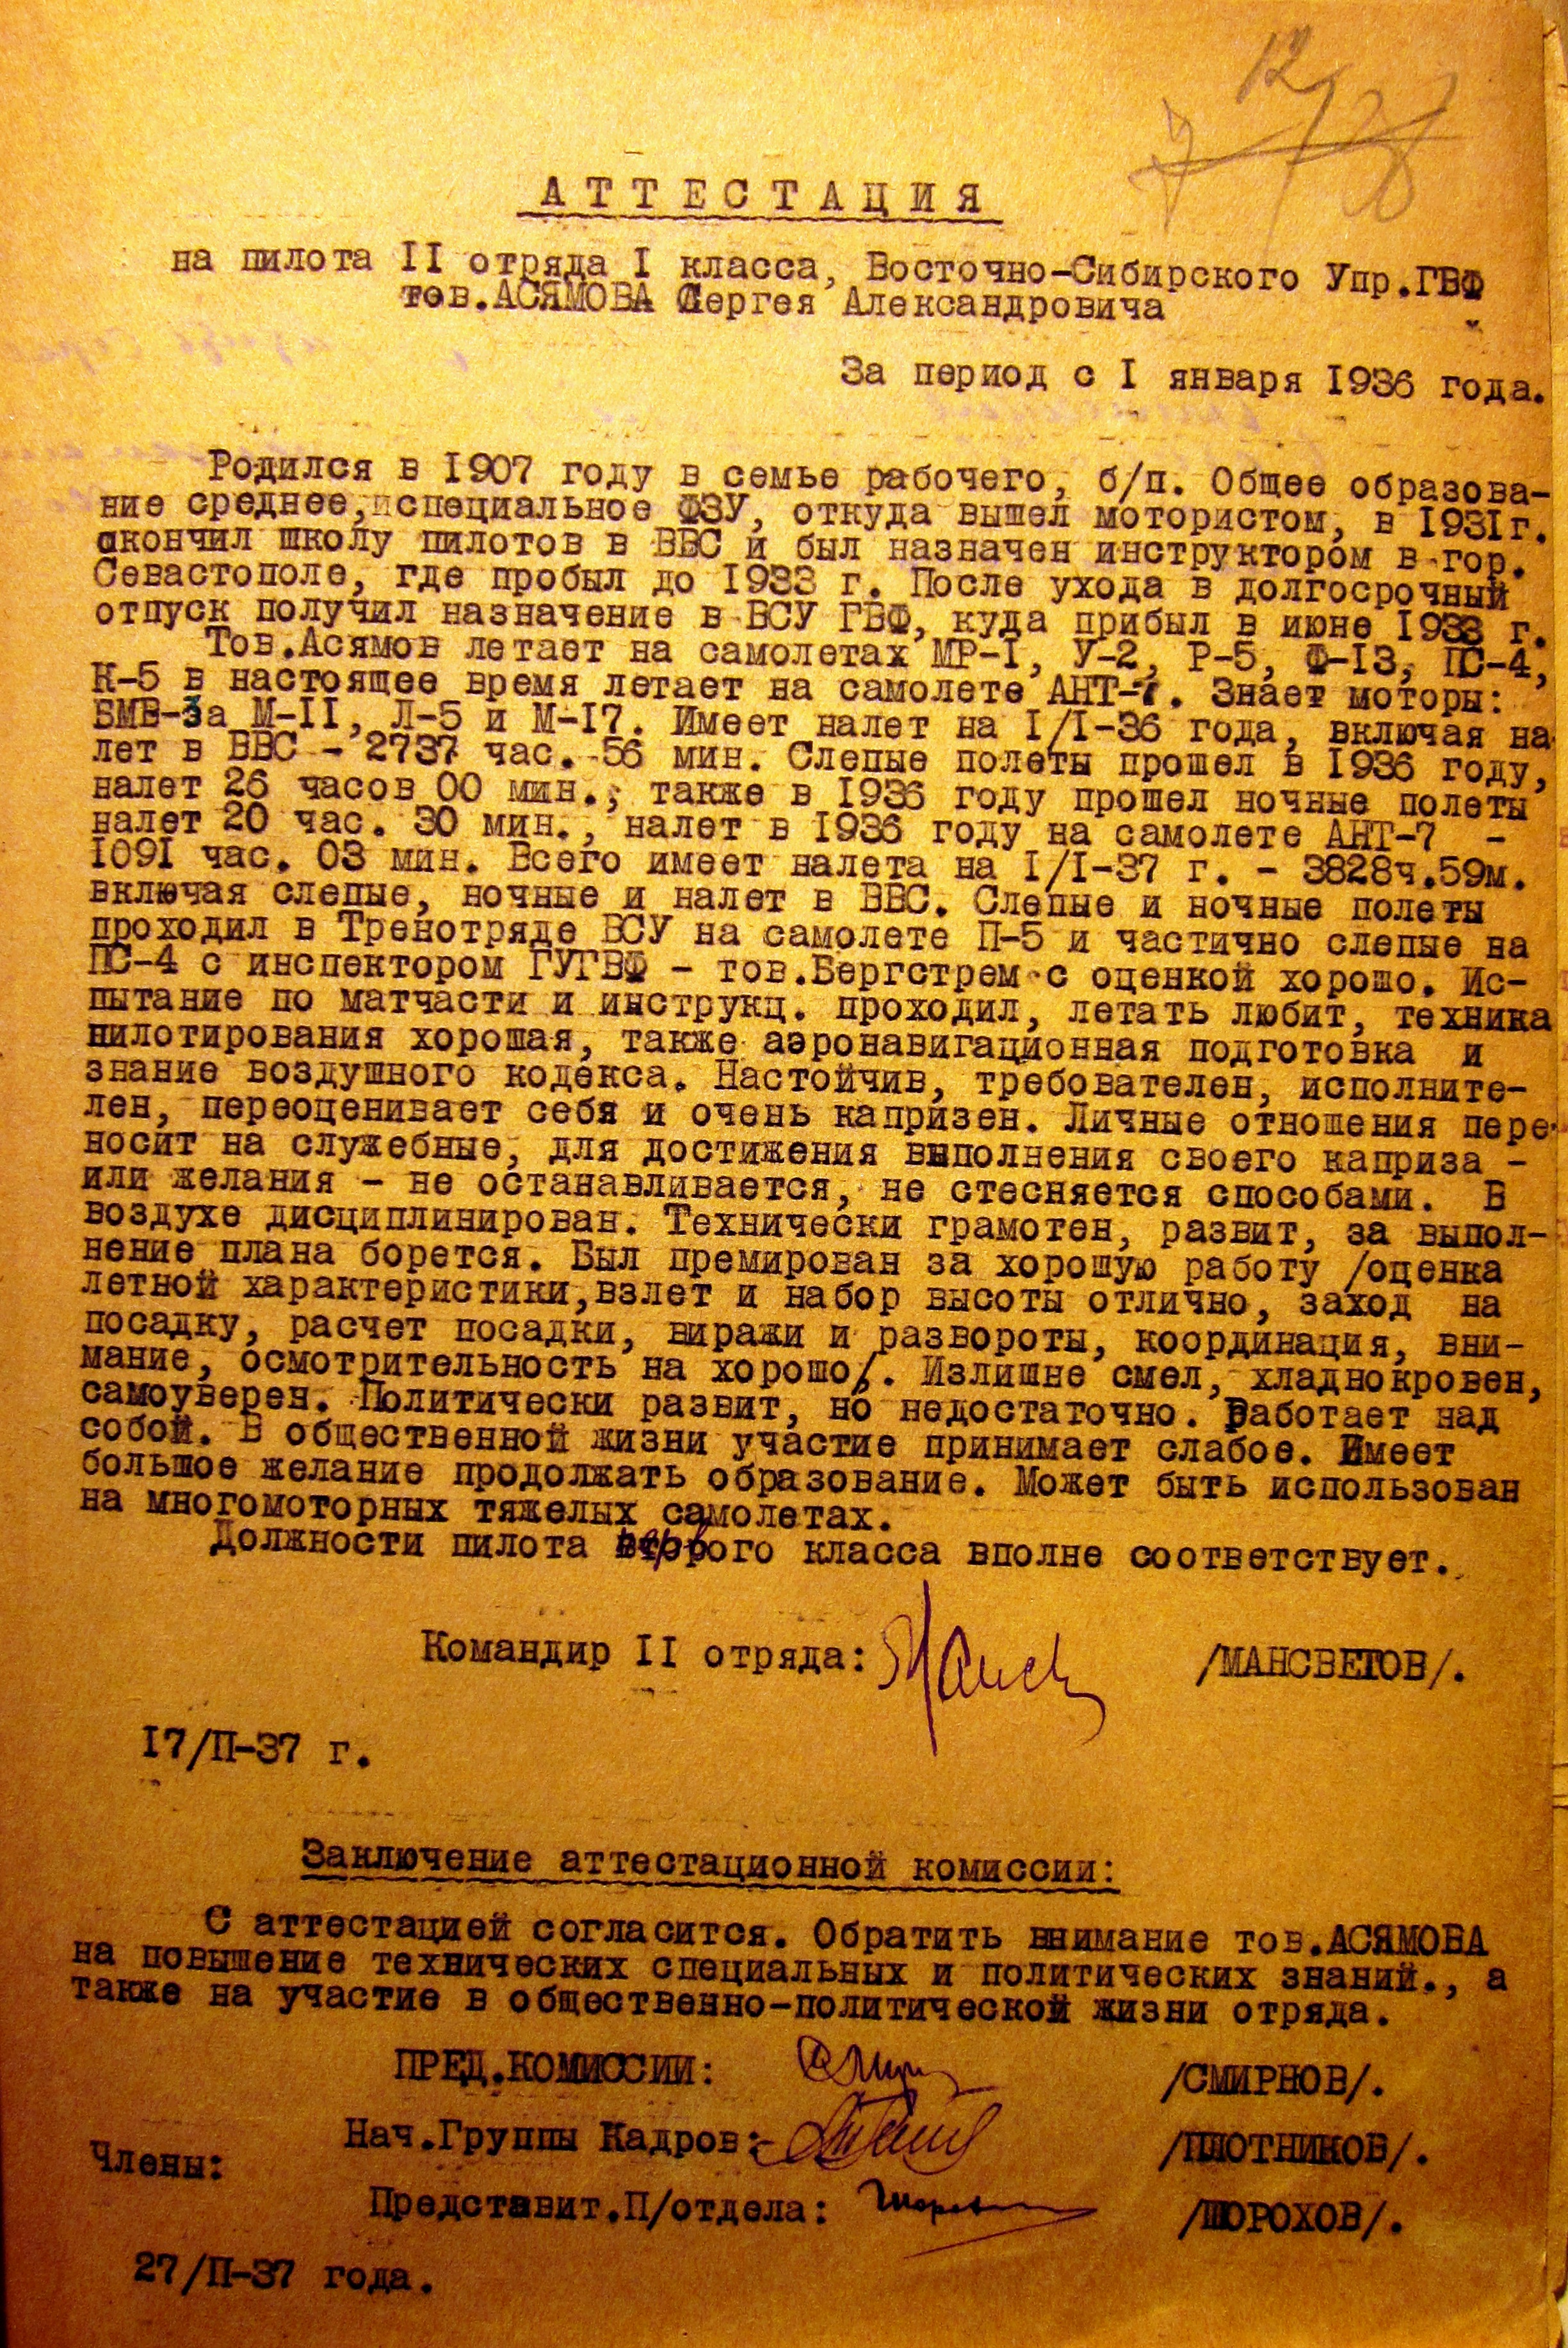 12
А Т Т Е С Т А Ц И Я
на пилота II отряда I класса, Восточно-Сибирского Упр.ГВФ
тов.АСЯМОВА Сергея Александровича
За период с I января 1936 года.
Родился в 1907 году в семье рабочего, б/п. Общее образова-
ние среднее, специальное ФЗУ, откуда вышел мотористом, в 1931г.
окончил школу пилотов в ВВС и был назначен инструктором в гор.
Севастополе, где пробыл до 1933 г. После ухода в долгосрочный
отпуск получил назначение в ВСУ ГВФ, куда прибыл в июне 1933 г.
Тов.Асямов летает на самолетах МР-I, У-2, Р-5, Ф-13, ПС-4,
К-5 в настоящее время летает на самолете АНТ-7. Знает моторы:
БМВ-3а М-II, Л-5 и М-17. Имеет налет на I/I-36 года, включая на-
лет в ВВС - 2737 час. 56 мин. Слепые полеты прошел в 1936 году,
налет 26 часов 00 мин., также в 1936 году прошел ночные полеты
налет 20 час. 30 мин., налет в 1936 году на самолете АНТ-7 -
1091 час. 03 мин. Всего имеет налета на I/I-37 г. - 3828ч.59м.
включая слепые, ночные и налет в ВВС. Слепые и ночные полеты
проходил в Тренотряде ВСУ на самолете П-5 и частично слепые на
ПС-4 с инспектором ГУГВФ - тов.Бергстрем с оценкой хорошо. Ис-
пытание по матчасти и инструкц. проходил, летать любит, техника
пилотирования хорошая, также аэронавигационная подготовка и
знание воздушного кодекса. Настойчив, требователен, исполните-
лен, переоценивает себя и очень капризен. Личные отношения пере-
носит на служебные, для достижения выполнения своего каприза -
или желания - не останавливается, не стесняется способами. В
воздухе дисциплинирован. Технически грамотен, развит, за выпол-
нение плана борется. Был премирован за хорошую работу /оценка
летной характеристики,взлет и набор высоты отлично, заход на
посадку, расчет посадки, виражи и развороты, координация, вни-
мание, осмотрительность на хорошо/. Излишне смел, хладнокровен,
самоуверен. Политически развит, но недостаточно. Работает над
собой. В общественной жизни участие принимает слабое. Имеет
большое желание продолжать образование. Может быть использован
на многомоторных тяжелых самолетах.
Должности пилота первого класса вполне соответствует.
Командир II отряда: /МАНСВЕТОВ/.
17/П-37 г.
Заключение аттестационной комиссии:
С аттестацией согласится. Обратить внимание тов.АСЯМОВА
на повышение технических специальных и политических знаний., а
также на участие в общественно-политической жизни отряда.
ПРЕД.КОМИССИИ: /СМИРНОВ/.
Нач.Группы Кадров: /ПЛОТНИКОВ/.
Члены:
Представит.П/отдела: /ШОРОХОВ/.
27/П-37 года.